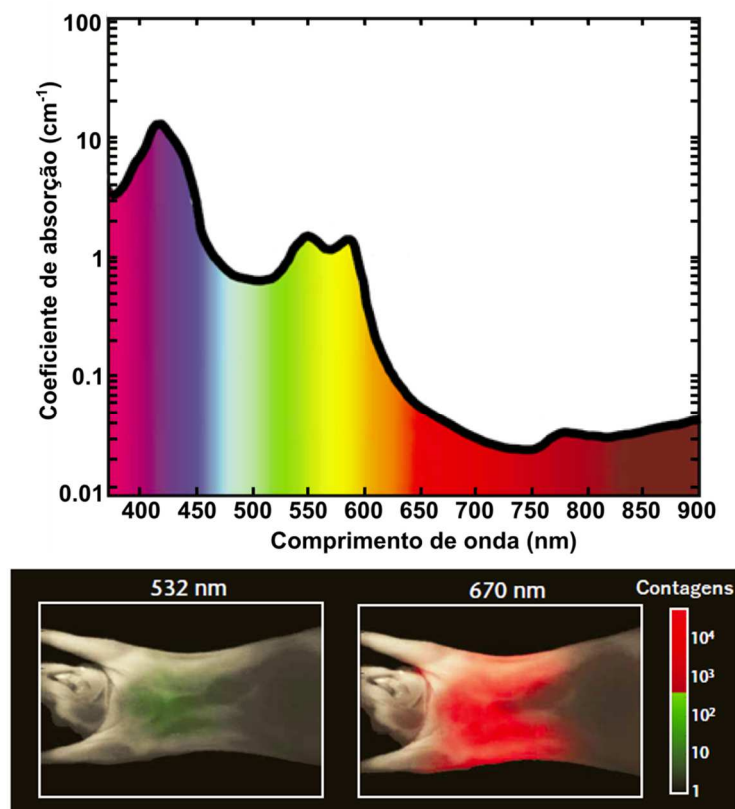 100
10
1
0.1
0.01
Coeficiente de absorção (cm-1)
400 450 500 550 600 650 700 750 800 850 900
Comprimento de onda (nm)
532 nm 670 nm Contagens
10⁴
10³
10²
10
1